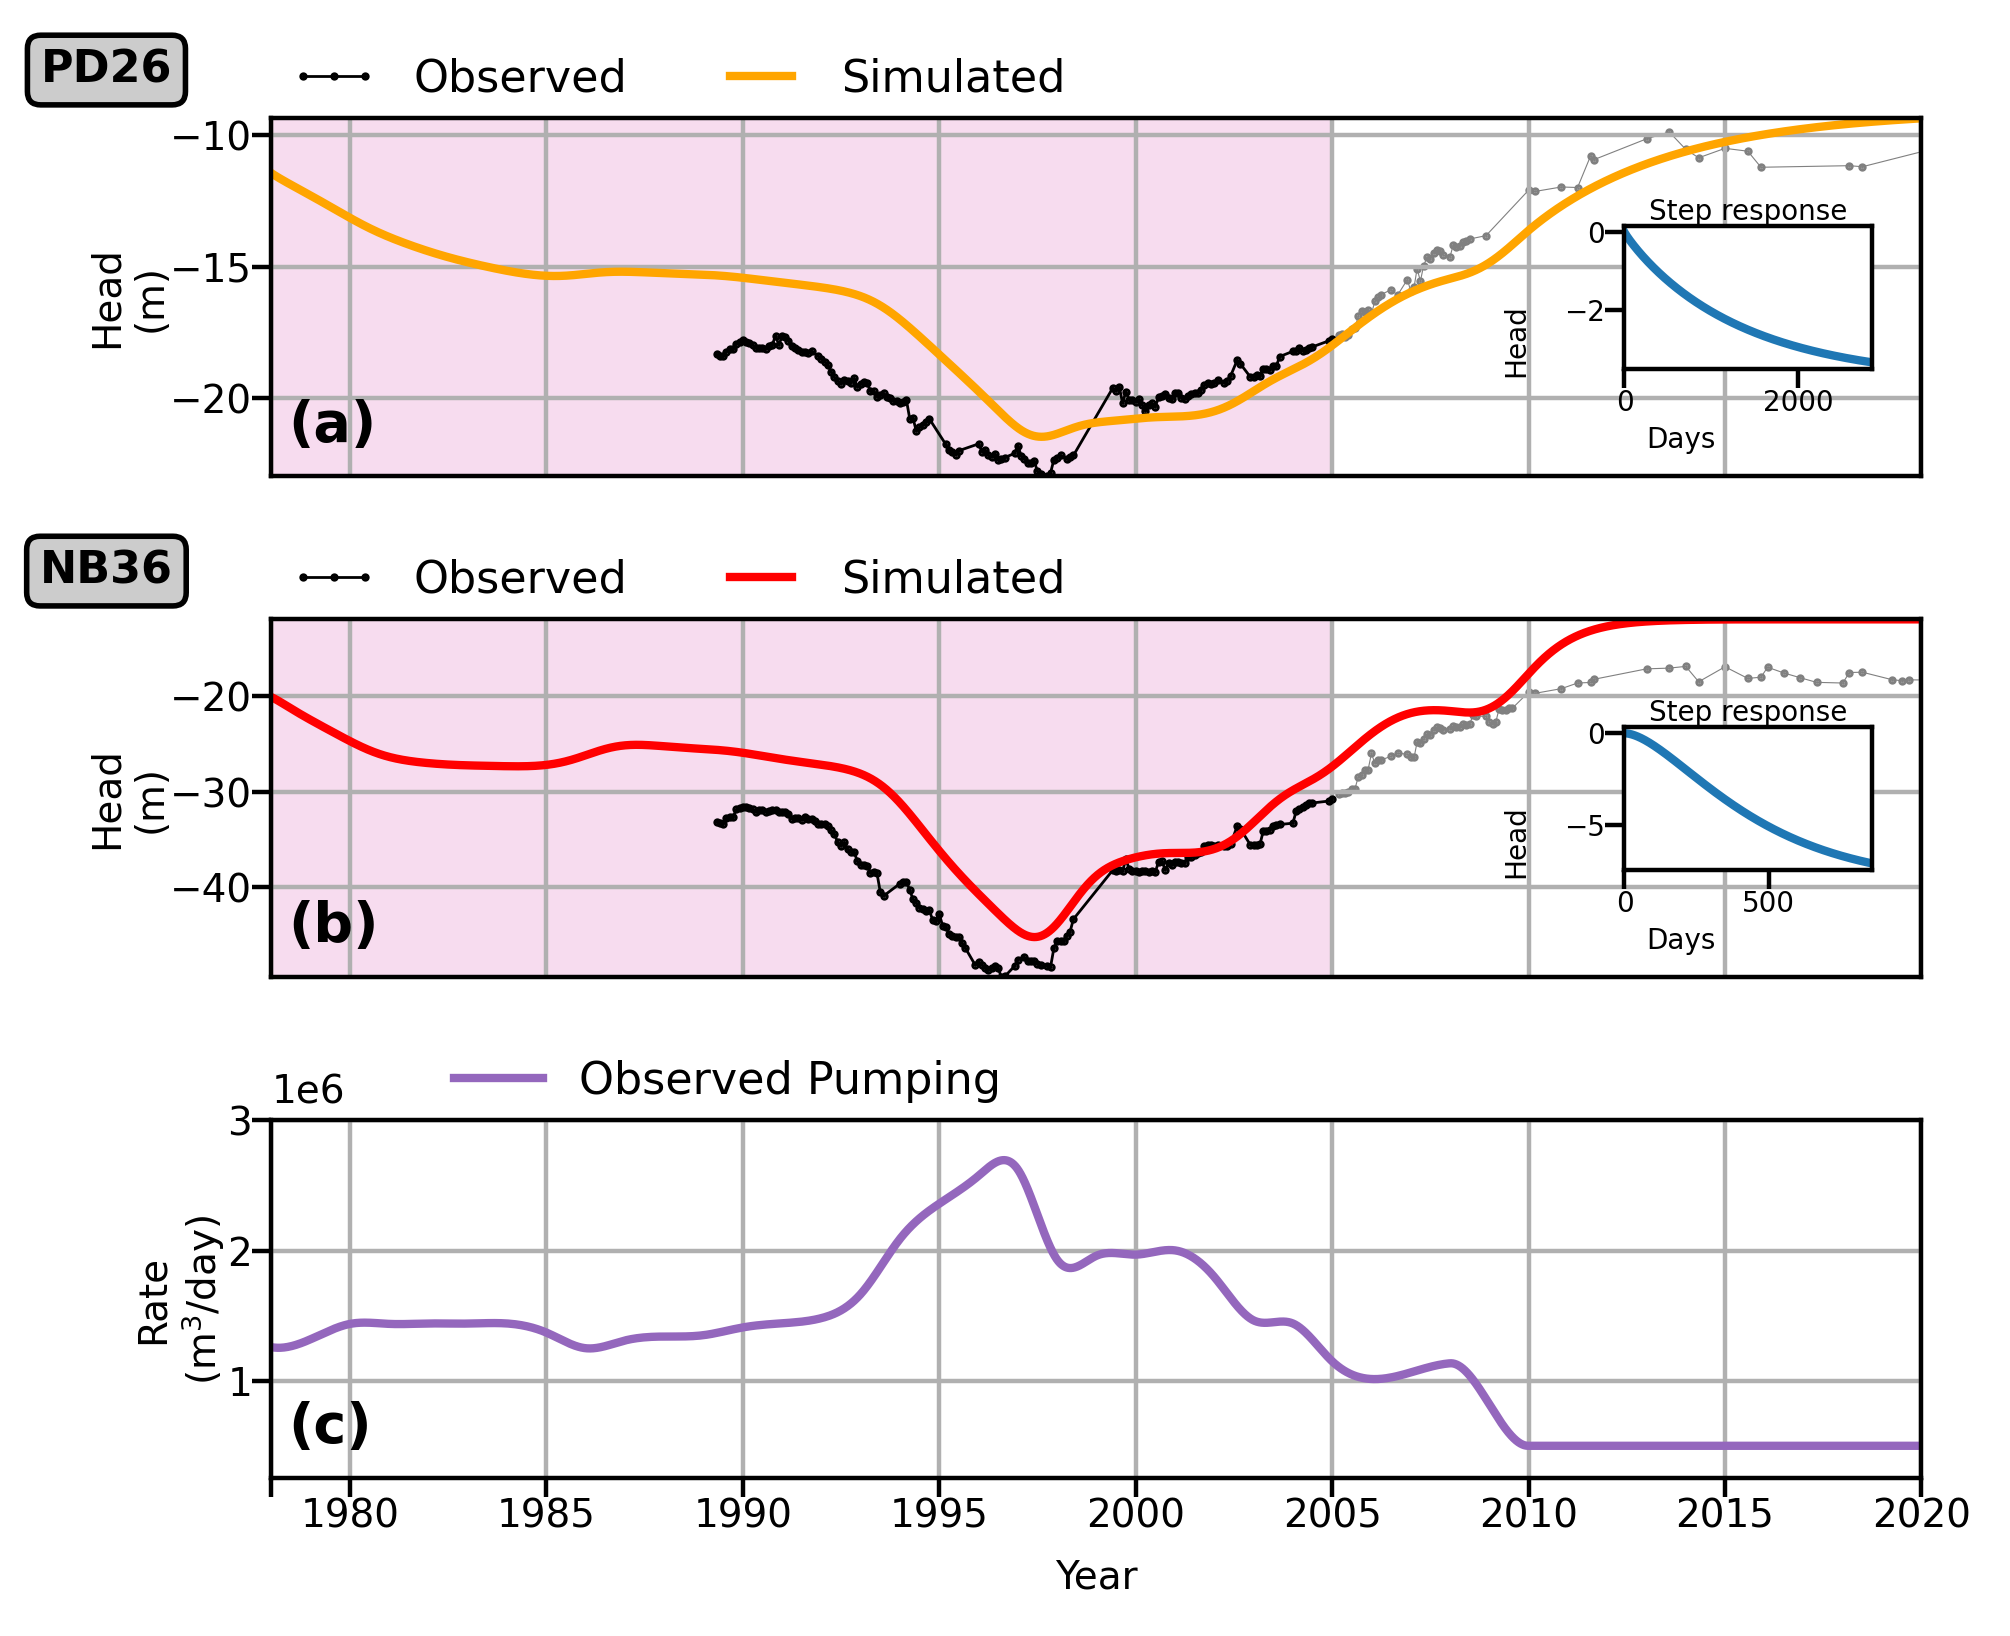 PD26
Observed Simulated
−10
−15
−20
Head
(m)
(a)
Step response
0
−2
Head
0 2000
Days
NB36
Observed Simulated
−20
−30
−40
Head
(m)
(b)
Step response
0
−5
Head
0 500
Days
1e6
Observed Pumping
3
2
1
Rate
(m³/day)
(c)
1980 1985 1990 1995 2000 2005 2010 2015 2020
Year